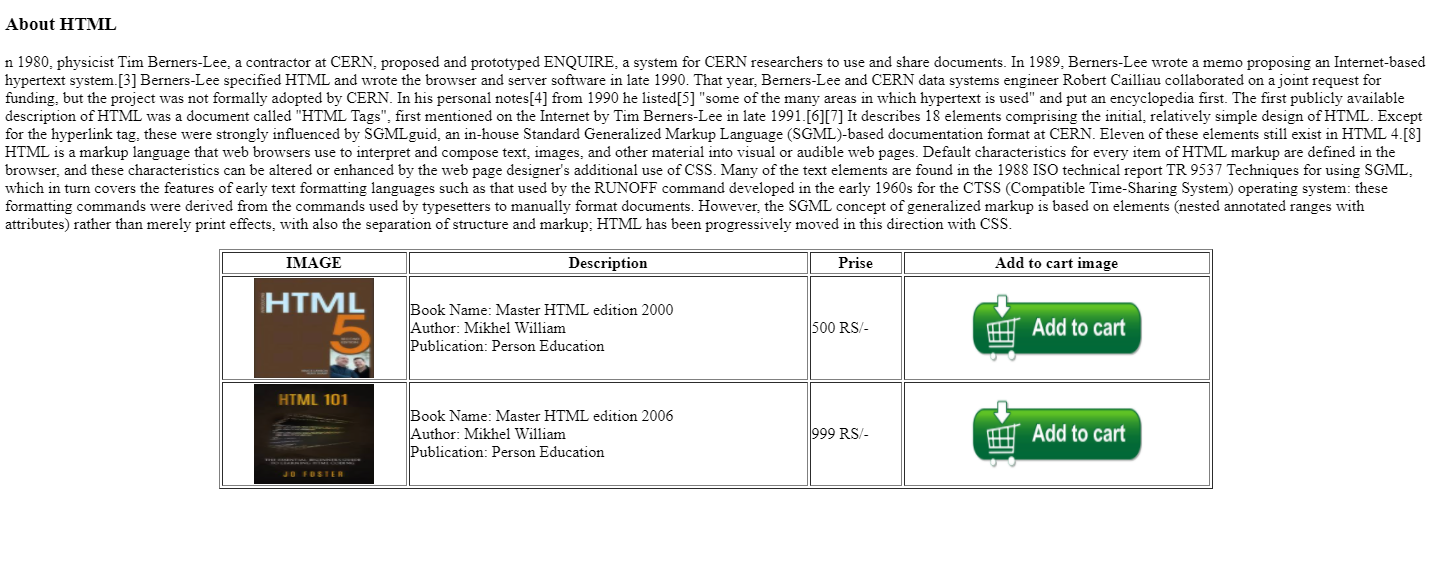 About HTML
n 1980, physicist Tim Berners-Lee, a contractor at CERN, proposed and prototyped ENQUIRE, a system for CERN researchers to use and share documents. In 1989, Berners-Lee wrote a memo proposing an Internet-based
hypertext system.[3] Berners-Lee specified HTML and wrote the browser and server software in late 1990. That year, Berners-Lee and CERN data systems engineer Robert Cailliau collaborated on a joint request for
funding, but the project was not formally adopted by CERN. In his personal notes[4] from 1990 he listed[5] "some of the many areas in which hypertext is used" and put an encyclopedia first. The first publicly available
description of HTML was a document called "HTML Tags", first mentioned on the Internet by Tim Berners-Lee in late 1991.[6][7] It describes 18 elements comprising the initial, relatively simple design of HTML. Except
for the hyperlink tag, these were strongly influenced by SGMLguid, an in-house Standard Generalized Markup Language (SGML)-based documentation format at CERN. Eleven of these elements still exist in HTML 4.[8]
HTML is a markup language that web browsers use to interpret and compose text, images, and other material into visual or audible web pages. Default characteristics for every item of HTML markup are defined in the
browser, and these characteristics can be altered or enhanced by the web page designer's additional use of CSS. Many of the text elements are found in the 1988 ISO technical report TR 9537 Techniques for using SGML,
which in turn covers the features of early text formatting languages such as that used by the RUNOFF command developed in the early 1960s for the CTSS (Compatible Time-Sharing System) operating system: these
formatting commands were derived from the commands used by typesetters to manually format documents. However, the SGML concept of generalized markup is based on elements (nested annotated ranges with
attributes) rather than merely print effects, with also the separation of structure and markup; HTML has been progressively moved in this direction with CSS.
IMAGE Description Prise Add to cart image
HTML
5
Book Name: Master HTML edition 2000
Author: Mikhel William
Publication: Person Education
500 RS/-
Add to cart
HTML 101
JO FOSTER
Book Name: Master HTML edition 2006
Author: Mikhel William
Publication: Person Education
999 RS/-
Add to cart